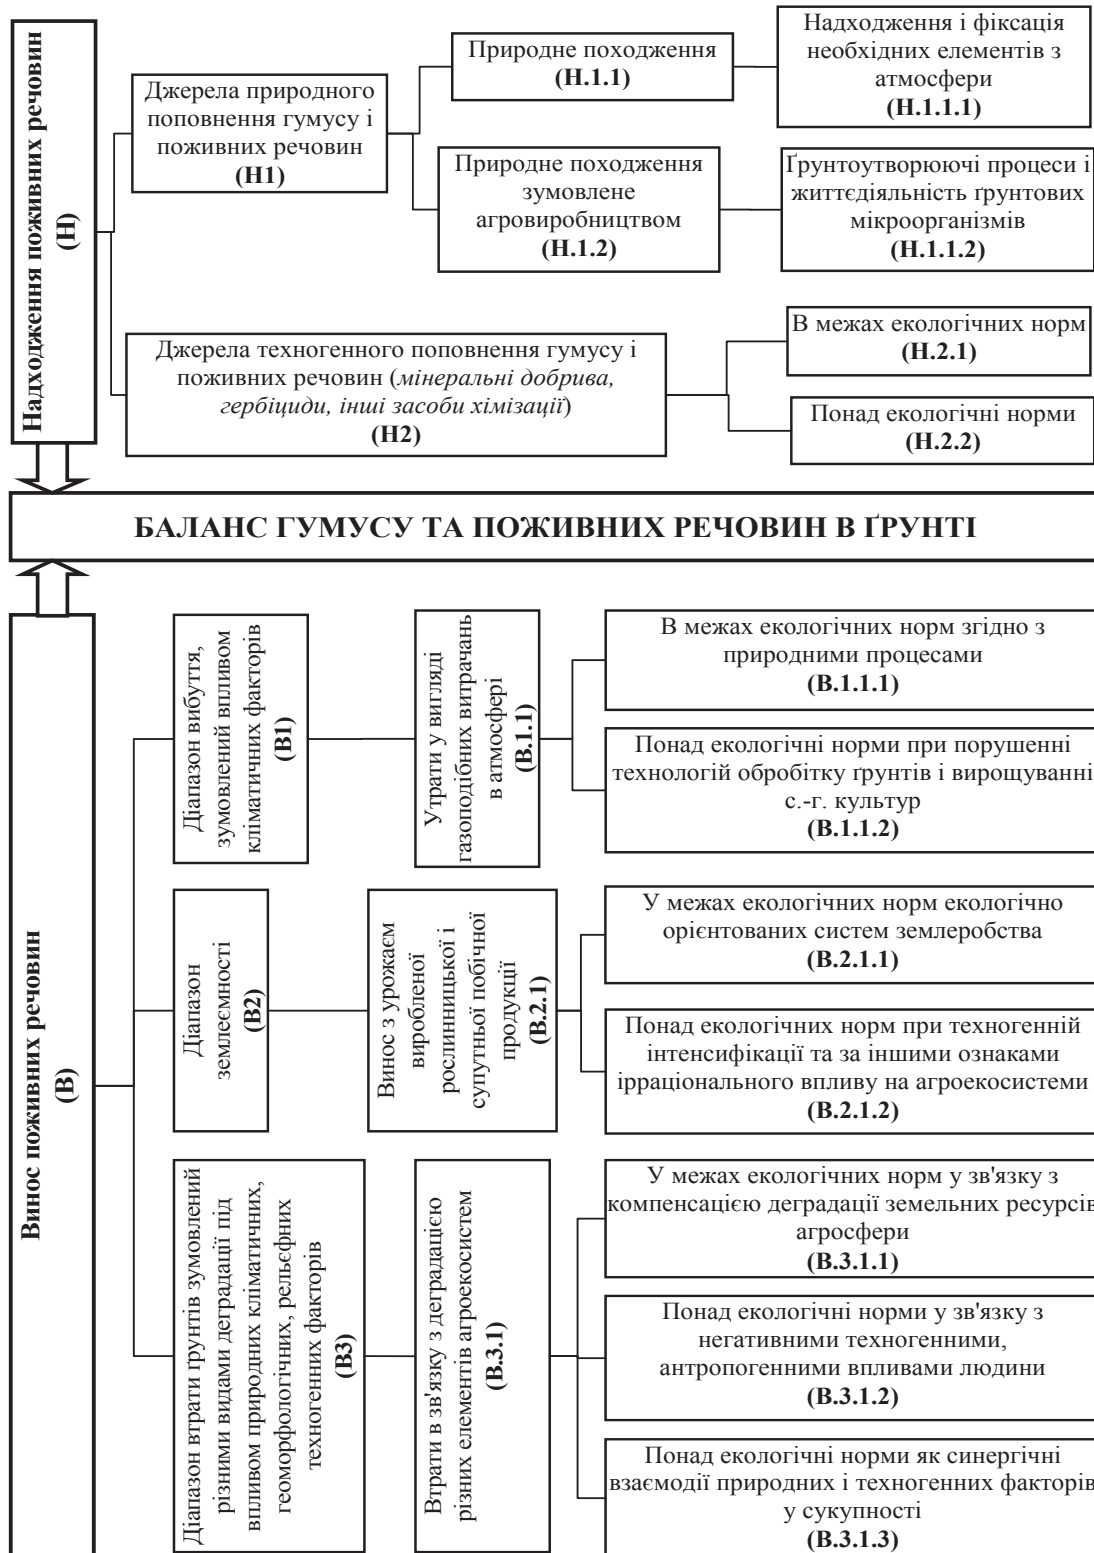 Надходження поживних речовин
(Н)
Джерела природного
поповнення гумусу і
поживних речовин
(Н1)
Природне походження
(Н.1.1)
Надходження і фіксація
необхідних елементів з
атмосфери
(Н.1.1.1)
Природне походження
зумовлене
агровиробництвом
(Н.1.2)
Ґрунтоутворюючі процеси і
життєдіяльність ґрунтових
мікроорганізмів
(Н.1.1.2)
Джерела техногенного поповнення гумусу і
поживних речовин (мінеральні добрива,
гербіциди, інші засоби хімізації)
(Н2)
В межах екологічних норм
(Н.2.1)
Понад екологічні норми
(Н.2.2)
БАЛАНС ГУМУСУ ТА ПОЖИВНИХ РЕЧОВИН В ҐРУНТІ
Винос поживних речовин
(В)
Діапазон вибуття,
зумовлений впливом
кліматичних факторів
(В1)
Утрати у вигляді
газоподібних витрачань
в атмосфері
(В.1.1)
В межах екологічних норм згідно з
природними процесами
(В.1.1.1)
Понад екологічні норми при порушенні
технологій обробітку ґрунтів і вирощуванні
с.-г. культур
(В.1.1.2)
Діапазон
землеємності
(В2)
Винос з урожаєм
виробленої
рослинницької і
супутньої побічної
продукції
(В.2.1)
У межах екологічних норм екологічно
орієнтованих систем землеробства
(В.2.1.1)
Понад екологічних норм при техногенній
інтенсифікації та за іншими ознаками
ірраціонального впливу на агроекосистеми
(В.2.1.2)
Діапазон втрати ґрунтів зумовлений
різними видами деградації під
впливом природних кліматичних,
геоморфологічних, рельєфних
техногенних факторів
(В3)
Втрати в зв'язку з деградацією
різних елементів агроекосистем
(В.3.1)
У межах екологічних норм у зв'язку з
компенсацією деградації земельних ресурсів
агросфери
(В.3.1.1)
Понад екологічні норми у зв'язку з
негативними техногенними,
антропогенними впливами людини
(В.3.1.2)
Понад екологічні норми як синергічні
взаємодії природних і техногенних факторів
у сукупності
(В.3.1.3)